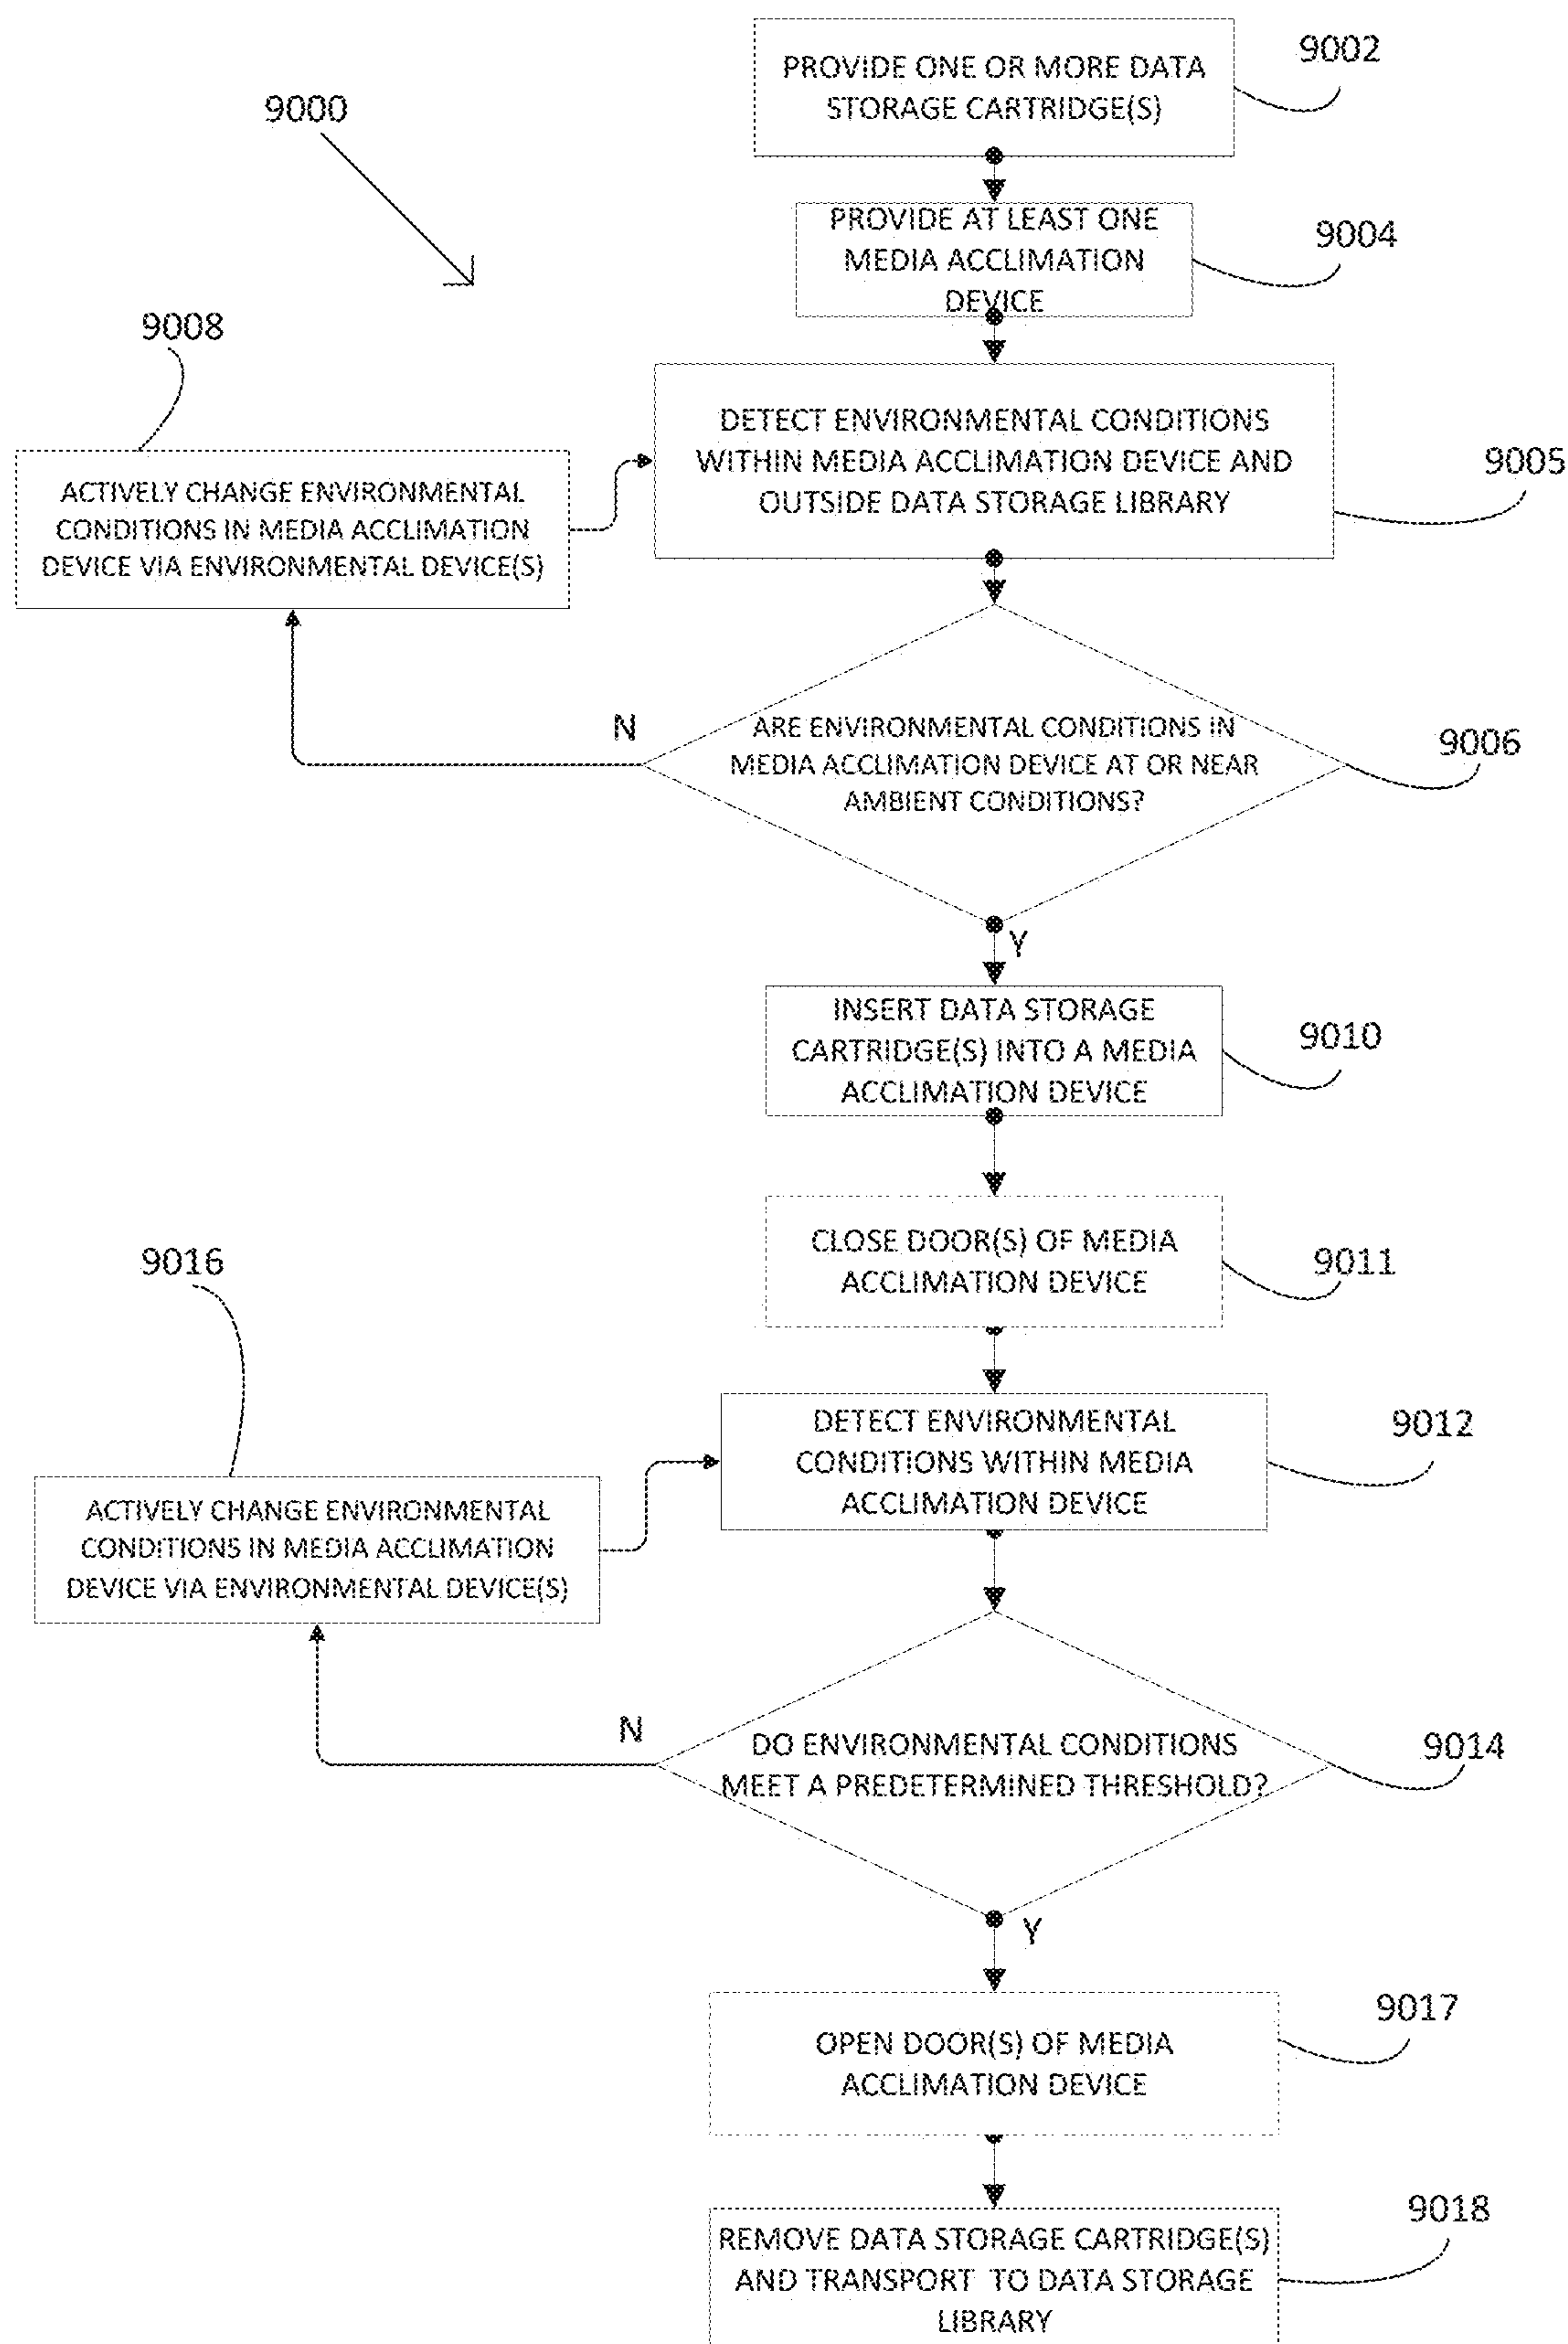 9000
PROVIDE ONE OR MORE DATA
STORAGE CARTRIDGE(S)
9002
PROVIDE AT LEAST ONE
MEDIA ACCLIMATION
DEVICE
9004
9008
ACTIVELY CHANGE ENVIRONMENTAL
CONDITIONS IN MEDIA ACCLIMATION
DEVICE VIA ENVIRONMENTAL DEVICE(S)
DETECT ENVIRONMENTAL CONDITIONS
WITHIN MEDIA ACCLIMATION DEVICE AND
OUTSIDE DATA STORAGE LIBRARY
9005
N
ARE ENVIRONMENTAL CONDITIONS IN
MEDIA ACCLIMATION DEVICE AT OR NEAR
AMBIENT CONDITIONS?
9006
Y
INSERT DATA STORAGE
CARTRIDGE(S) INTO A MEDIA
ACCLIMATION DEVICE
9010
CLOSE DOOR(S) OF MEDIA
ACCLIMATION DEVICE
9011
9016
ACTIVELY CHANGE ENVIRONMENTAL
CONDITIONS IN MEDIA ACCLIMATION
DEVICE VIA ENVIRONMENTAL DEVICE(S)
DETECT ENVIRONMENTAL
CONDITIONS WITHIN MEDIA
ACCLIMATION DEVICE
9012
N
DO ENVIRONMENTAL CONDITIONS
MEET A PREDETERMINED THRESHOLD?
9014
Y
OPEN DOOR(S) OF MEDIA
ACCLIMATION DEVICE
9017
REMOVE DATA STORAGE CARTRIDGE(S)
AND TRANSPORT TO DATA STORAGE
LIBRARY
9018